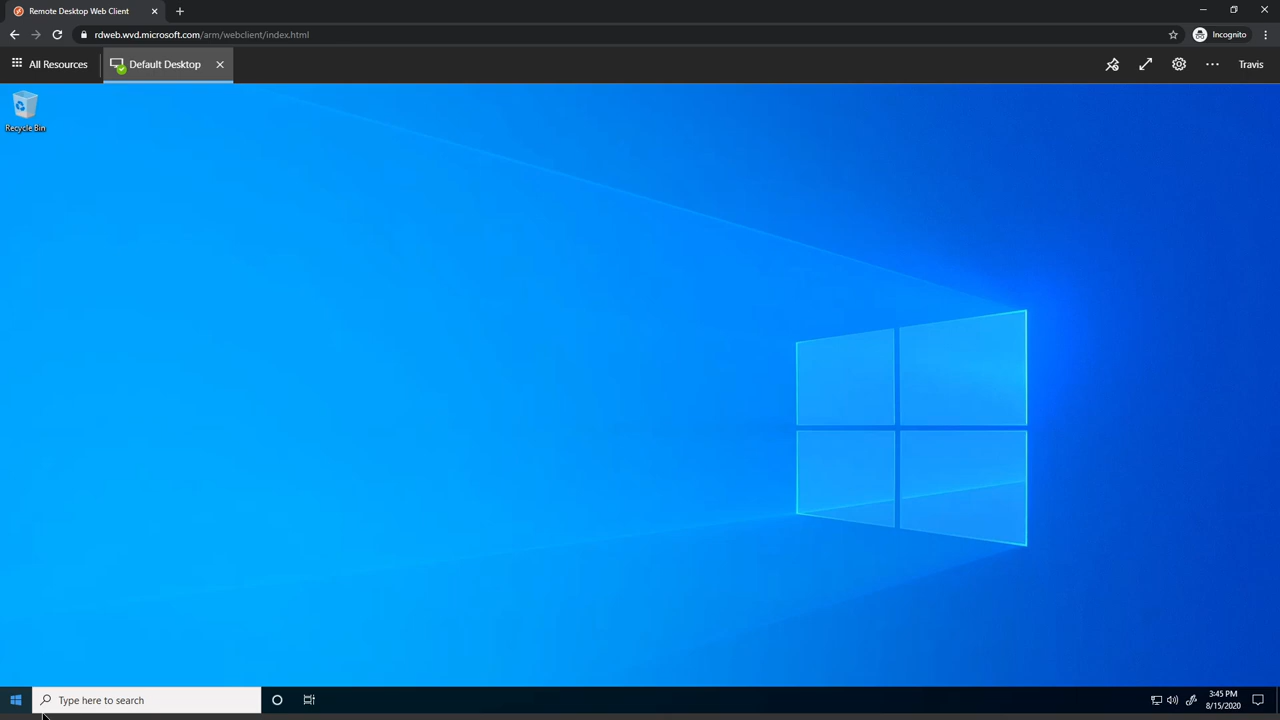 Remote Desktop Web Client
rdweb.wvd.microsoft.com/arm/webclient/index.html
Incognito
All Resources
Default Desktop
Travis
Recycle Bin
Type here to search
3:45 PM
8/15/2020